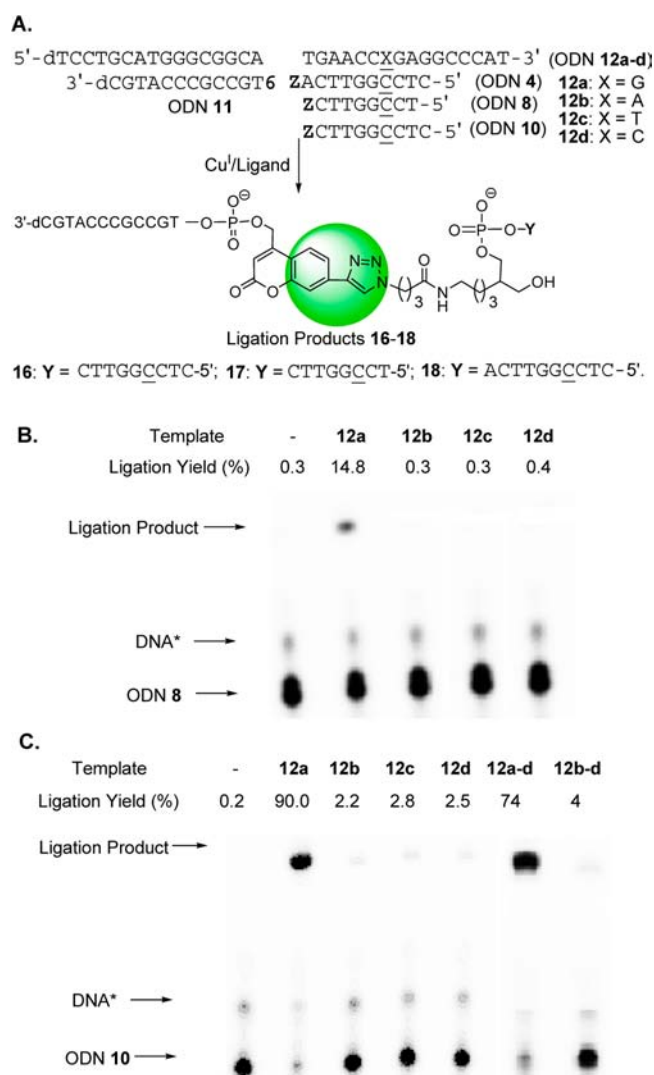 A.
5'-dTCCTGCATGGGCGGCA TGAACCXGAGGCCCAT-3' (ODN 12a-d)
3'-dCGTACCCGCCGT6 ZACTTGGCCTC-5' (ODN 4) 12a: X = G
ODN 11 ZCTTGGCCT-5' (ODN 8) 12b: X = A
ZCTTGGCCTC-5' (ODN 10) 12c: X = T
12d: X = C
Cu^I/Ligand
3'-dCGTACCCGCCGT—O-P-O O-P-O-Y
O⊖ O⊖
O O
O O N N=N N O N H ( )3 ( )3 OH
Ligation Products 16-18
16: Y = CTTGGCCTC-5'; 17: Y = CTTGGCCT-5'; 18: Y = ACTTGGCCTC-5'.
B.
Template - 12a 12b 12c 12d
Ligation Yield (%) 0.3 14.8 0.3 0.3 0.4
Ligation Product
DNA*
ODN 8
C.
Template - 12a 12b 12c 12d 12a-d 12b-d
Ligation Yield (%) 0.2 90.0 2.2 2.8 2.5 74 4
Ligation Product
DNA*
ODN 10